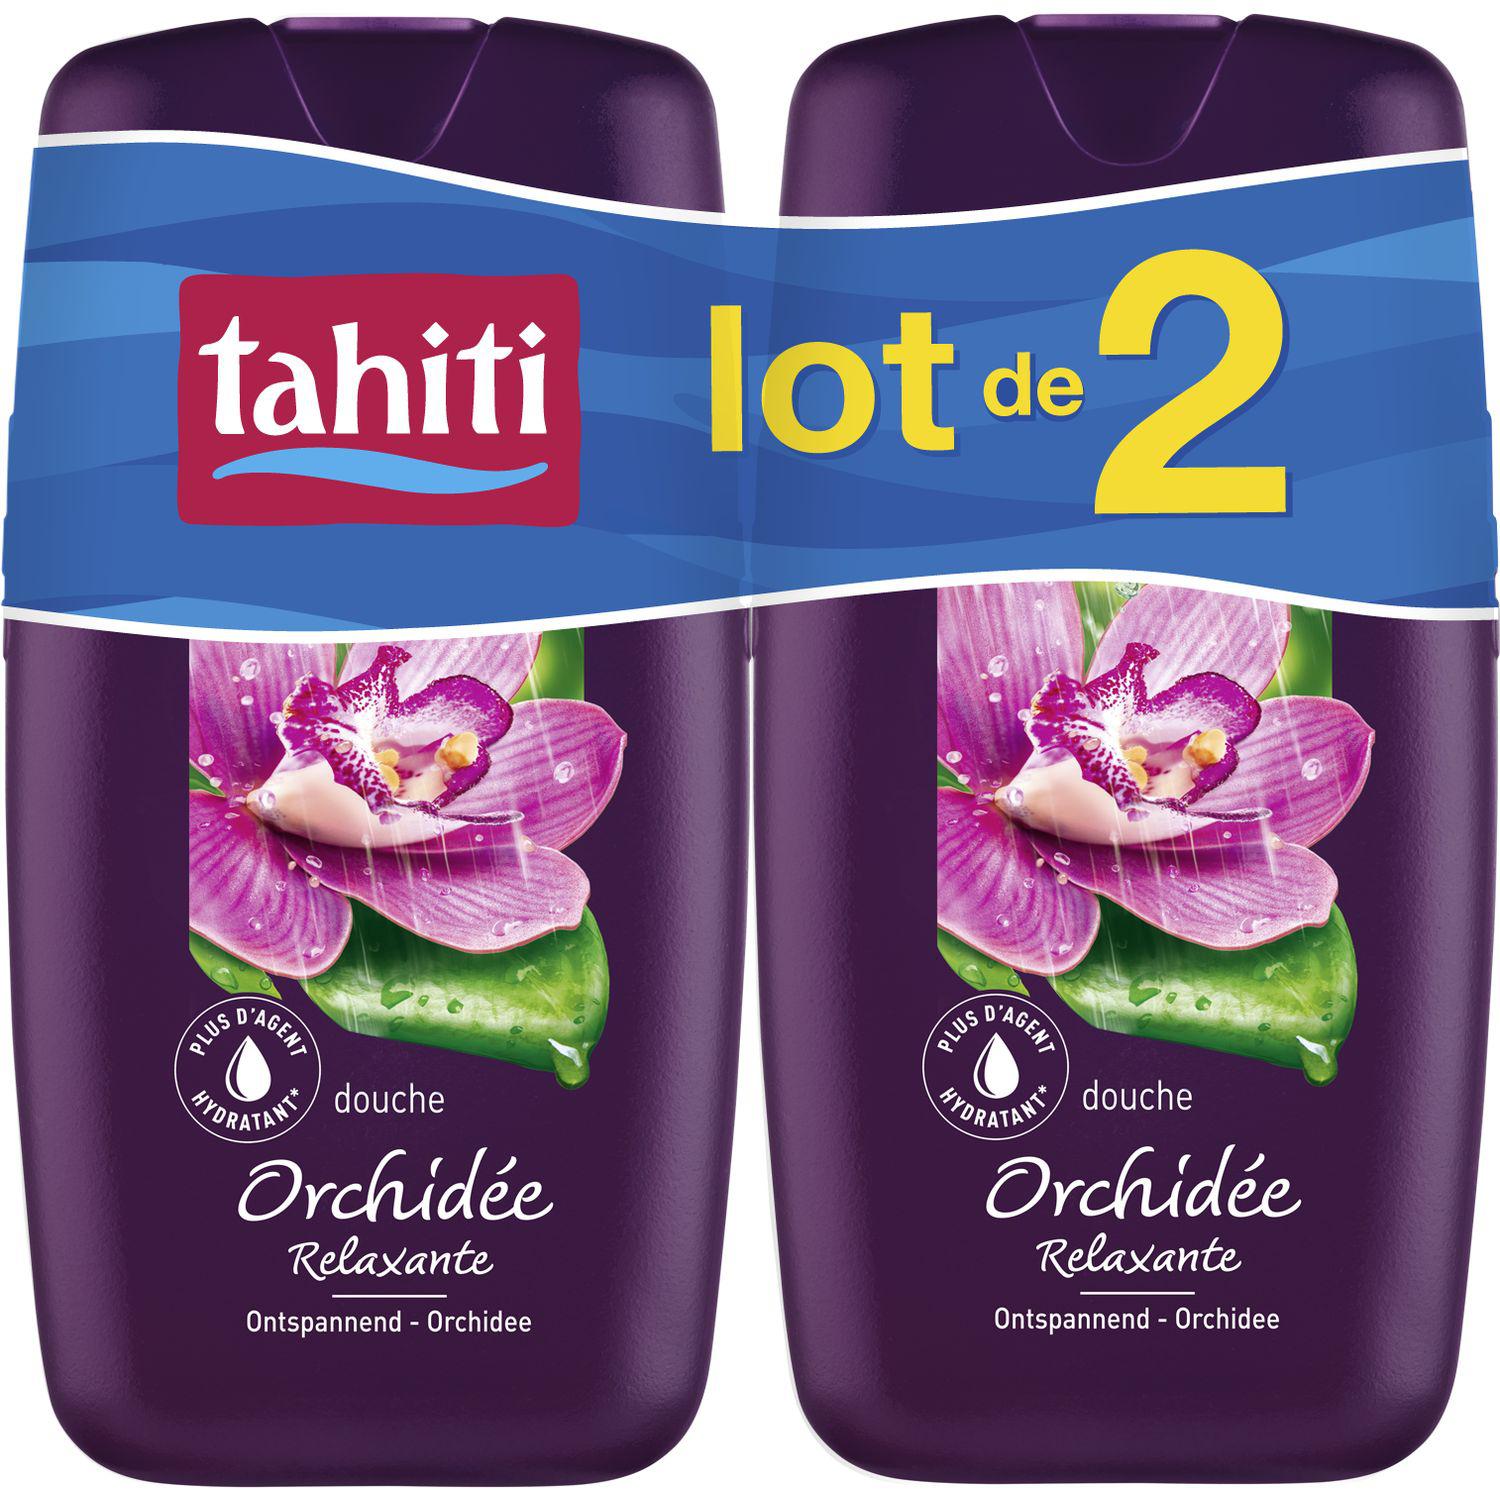 tahiti
lot de 2
PLUS D'AGENT
HYDRATANT*
douche
Orchidée
Relaxante
Ontspannend - Orchidee
PLUS D'AGENT
HYDRATANT*
douche
Orchidée
Relaxante
Ontspannend - Orchidee